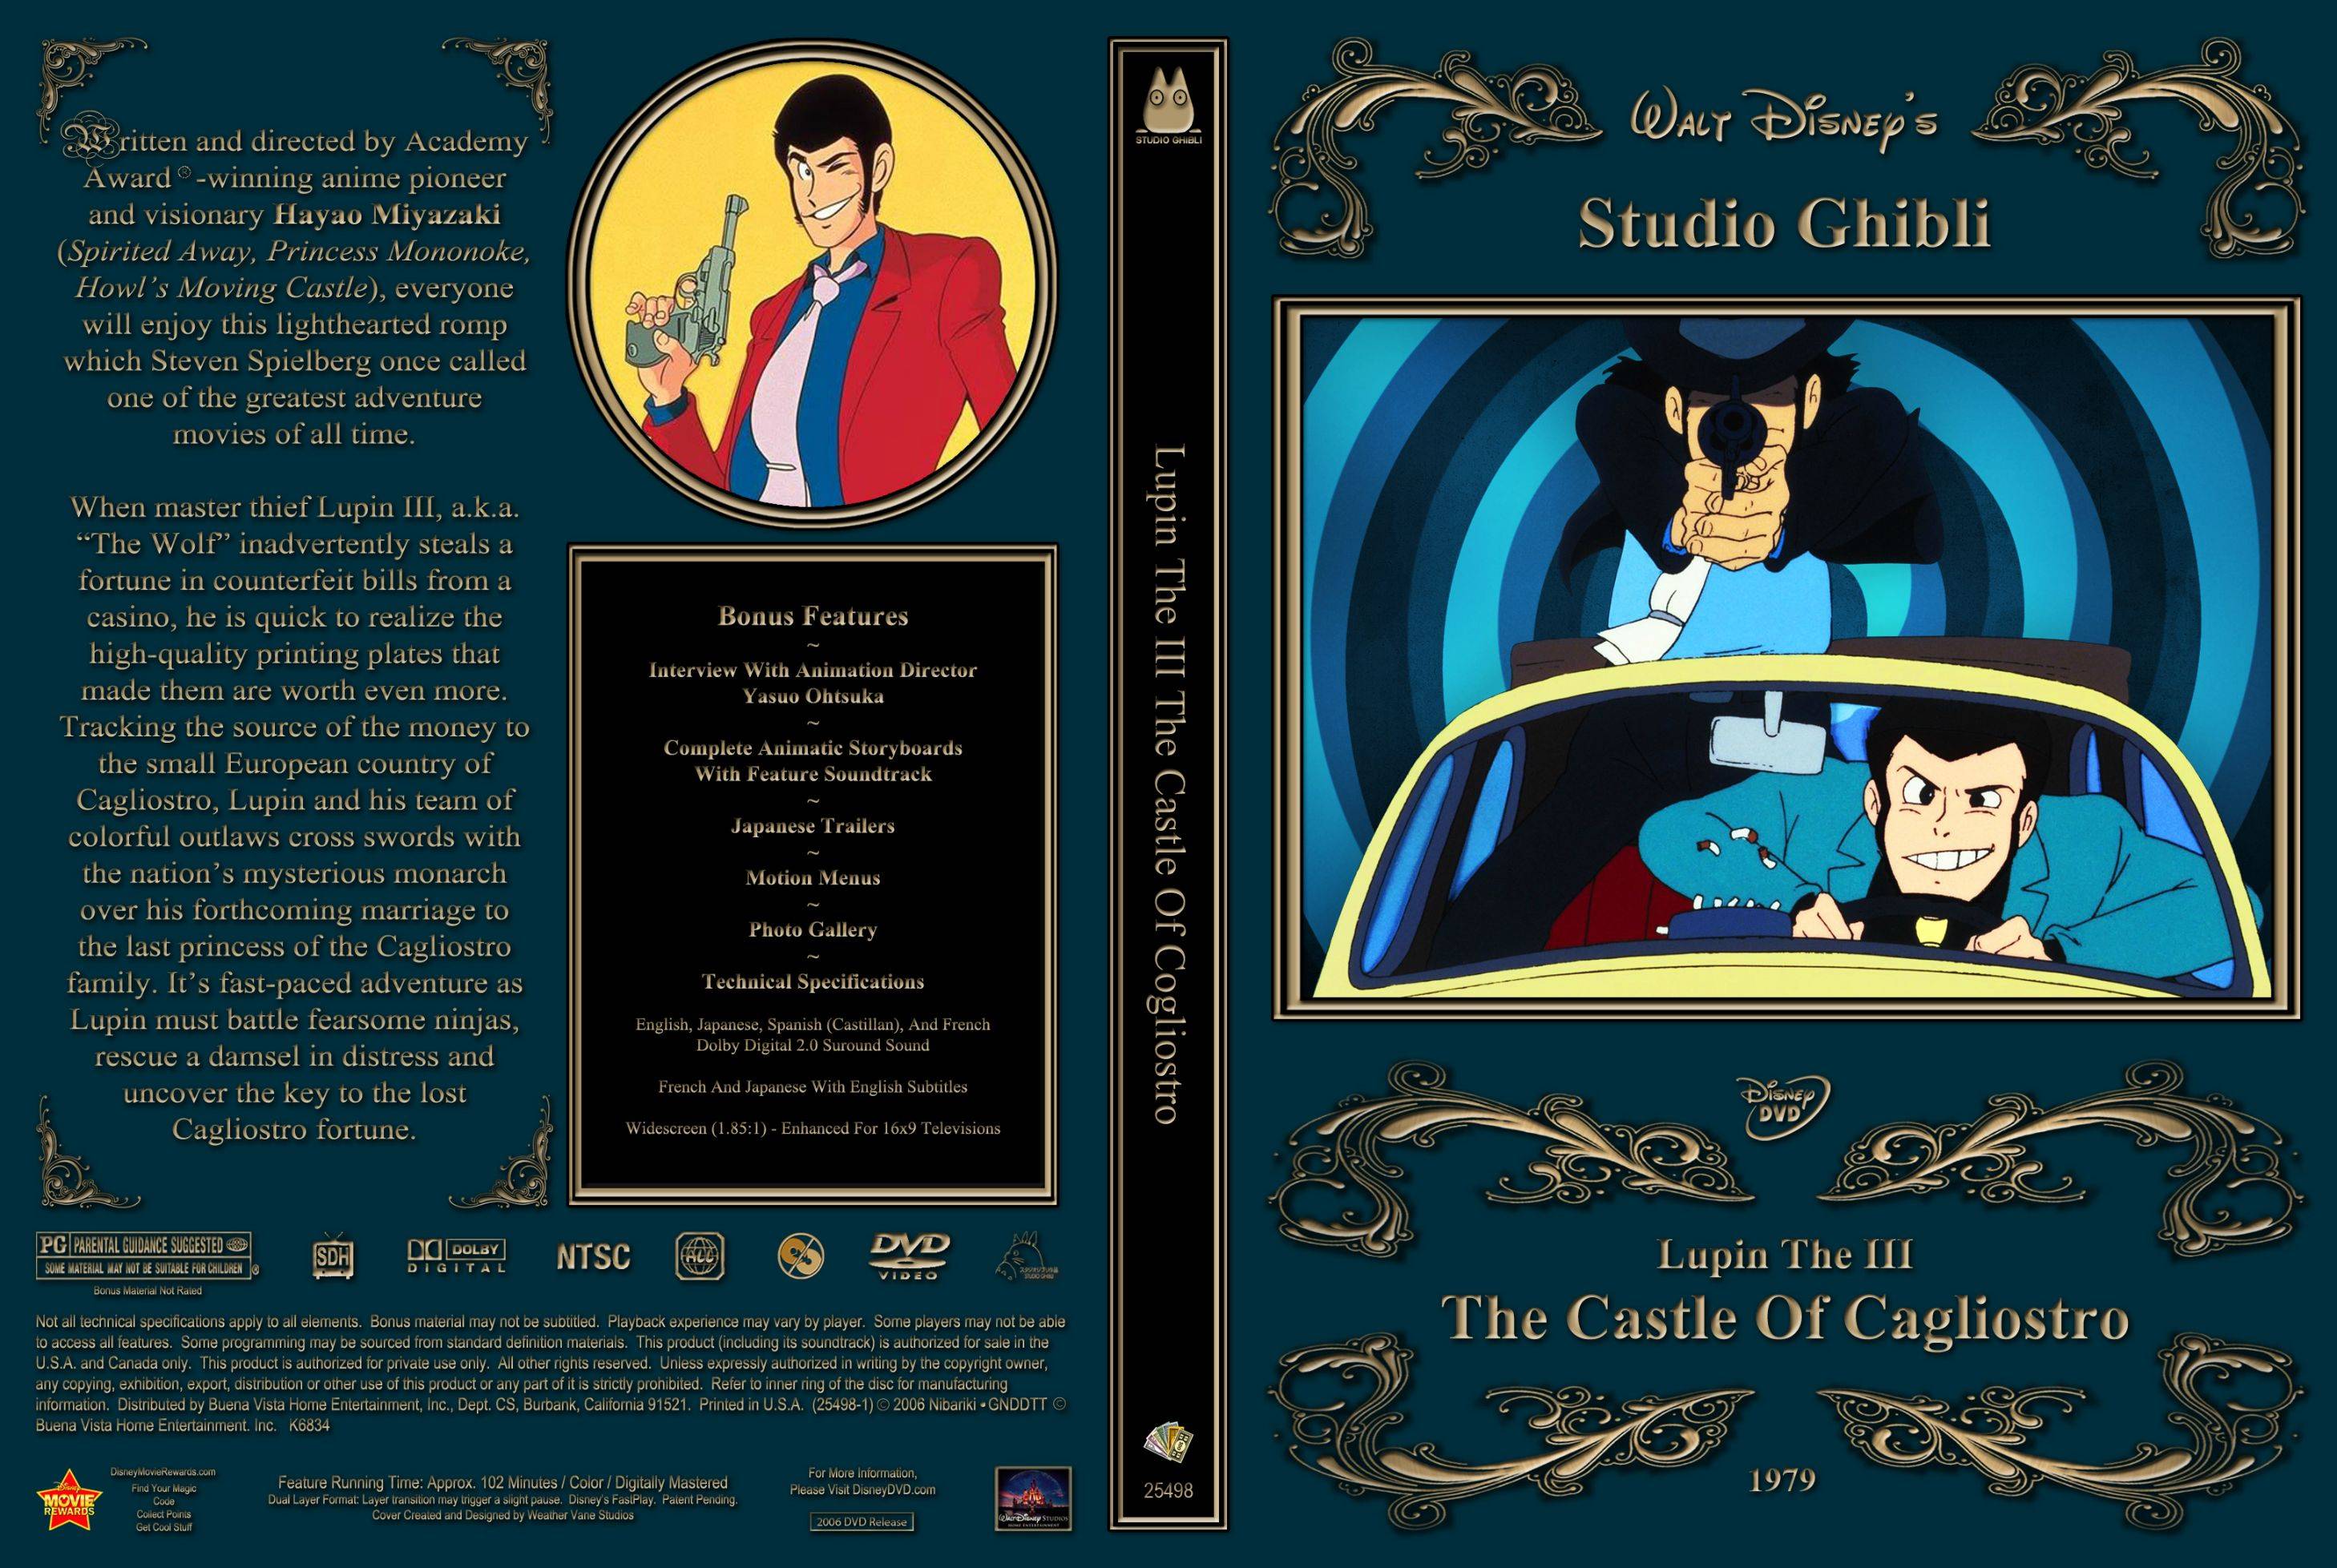 Written and directed by Academy
Award ® -winning anime pioneer
and visionary Hayao Miyazaki
(Spirited Away, Princess Mononoke,
Howl's Moving Castle), everyone
will enjoy this lighthearted romp
which Steven Spielberg once called
one of the greatest adventure
movies of all time.
When master thief Lupin III, a.k.a.
“The Wolf” inadvertently steals a
fortune in counterfeit bills from a
casino, he is quick to realize the
high-quality printing plates that
made them are worth even more.
Tracking the source of the money to
the small European country of
Cagliostro, Lupin and his team of
colorful outlaws cross swords with
the nation’s mysterious monarch
over his forthcoming marriage to
the last princess of the Cagliostro
family. It’s fast-paced adventure as
Lupin must battle fearsome ninjas,
rescue a damsel in distress and
uncover the key to the lost
Cagliostro fortune.
Bonus Features
~
Interview With Animation Director
Yasuo Ohtsuka
~
Complete Animatic Storyboards
With Feature Soundtrack
~
Japanese Trailers
~
Motion Menus
~
Photo Gallery
~
Technical Specifications
English, Japanese, Spanish (Castillan), And French
Dolby Digital 2.0 Suround Sound
French And Japanese With English Subtitles
Widescreen (1.85:1) - Enhanced For 16x9 Televisions
PG PARENTAL GUIDANCE SUGGESTED
SOME MATERIAL MAY NOT BE SUITABLE FOR CHILDREN ®
Bonus Material Not Rated
SDH
DOLBY
DIGITAL
NTSC
ALL
DVD
VIDEO
STUDIO GHIBLI
Not all technical specifications apply to all elements. Bonus material may not be subtitled. Playback experience may vary by player. Some players may not be able
to access all features. Some programming may be sourced from standard definition materials. This product (including its soundtrack) is authorized for sale in the
U.S.A. and Canada only. This product is authorized for private use only. All other rights reserved. Unless expressly authorized in writing by the copyright owner,
any copying, exhibition, export, distribution or other use of this product or any part of it is strictly prohibited. Refer to inner ring of the disc for manufacturing
information. Distributed by Buena Vista Home Entertainment, Inc., Dept. CS, Burbank, California 91521. Printed in U.S.A. (25498-1) © 2006 Nibariki • GNDDTT ©
Buena Vista Home Entertainment. Inc. K6834
Disney
MOVIE
REWARDS
DisneyMovieRewards.com
Find Your Magic
Code
Collect Points
Get Cool Stuff
Feature Running Time: Approx. 102 Minutes / Color / Digitally Mastered
Dual Layer Format: Layer transition may trigger a slight pause. Disney's FastPlay. Patent Pending.
Cover Created and Designed by Weather Vane Studios
For More Information,
Please Visit DisneyDVD.com
2006 DVD Release
Walt Disney STUDIOS
HOME ENTERTAINMENT
STUDIO GHIBLI
Lupin The III The Castle Of Cogliostro
25498
WALT DISNEY'S
Studio Ghibli
DISNEY
DVD
Lupin The III
The Castle Of Cagliostro
1979